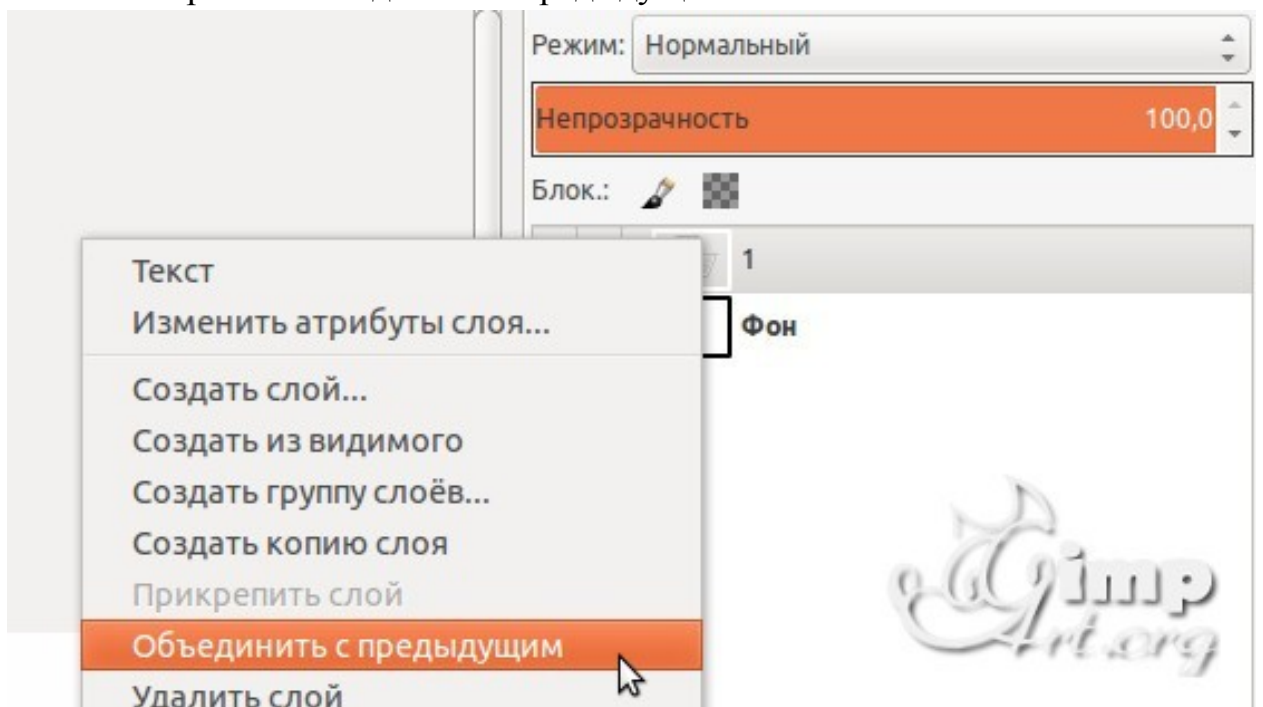 Режим: Нормальный
Непрозрачность 100,0
Блок.:
1
Фон
Текст
Изменить атрибуты слоя...
Создать слой...
Создать из видимого
Создать группу слоёв...
Создать копию слоя
Прикрепить слой
Объединить с предыдущим
Удалить слой
Gimp
Art.org